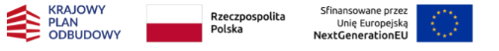 KRAJOWY
PLAN
ODBUDOWY
Rzeczpospolita
Polska
Sfinansowane przez
Unię Europejską
NextGenerationEU